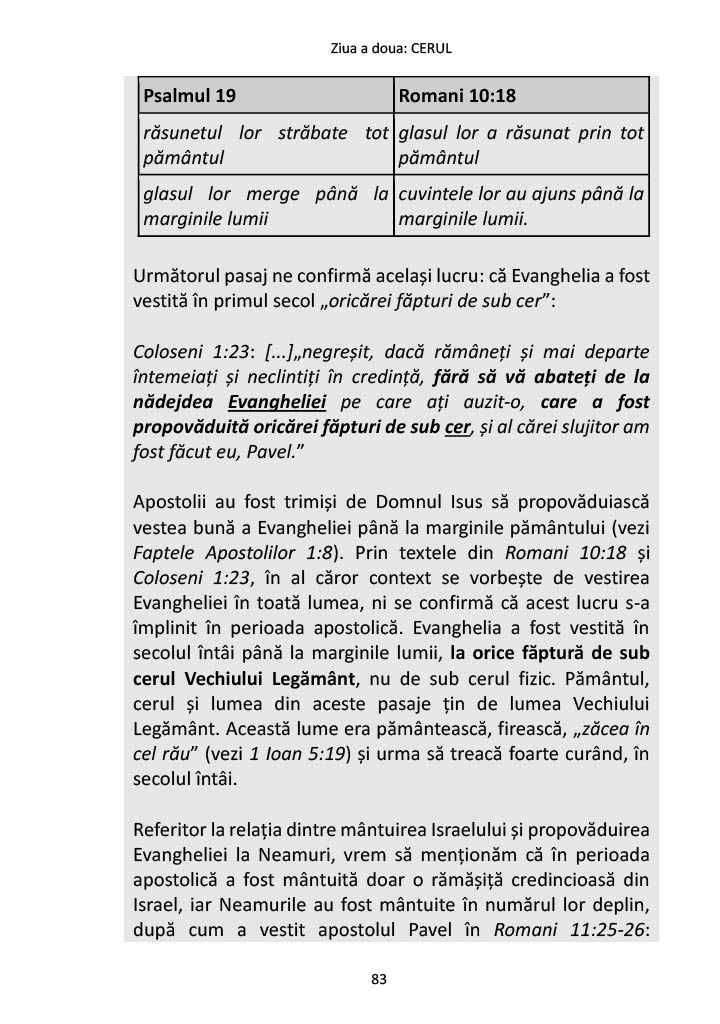 Ziua a doua: CERUL
Psalmul 19 Romani 10:18
răsunetul lor străbate tot glasul lor a răsunat prin tot
pământul pământul
glasul lor merge până la cuvintele lor au ajuns până la
marginile lumii marginile lumii.
Următorul pasaj ne confirmă același lucru: că Evanghelia a fost
vestită în primul secol „oricărei făpturi de sub cer”:
Coloseni 1:23: [...]„negreșit, dacă rămâneți și mai departe
întemeiați și neclintiți în credință, fără să vă abateți de la
nădejdea Evangheliei pe care ați auzit-o, care a fost
propovăduită oricărei făpturi de sub cer, și al cărei slujitor am
fost făcut eu, Pavel.”
Apostolii au fost trimiși de Domnul Isus să propovăduiască
vestea bună a Evangheliei până la marginile pământului (vezi
Faptele Apostolilor 1:8). Prin textele din Romani 10:18 și
Coloseni 1:23, în al căror context se vorbește de vestirea
Evangheliei în toată lumea, ni se confirmă că acest lucru s-a
împlinit în perioada apostolică. Evanghelia a fost vestită în
secolul întâi până la marginile lumii, la orice făptură de sub
cerul Vechiului Legământ, nu de sub cerul fizic. Pământul,
cerul și lumea din aceste pasaje țin de lumea Vechiului
Legământ. Această lume era pământească, firească, „zăcea în
cel rău” (vezi 1 Ioan 5:19) și urma să treacă foarte curând, în
secolul întâi.
Referitor la relația dintre mântuirea Israelului și propovăduirea
Evangheliei la Neamuri, vrem să menționăm că în perioada
apostolică a fost mântuită doar o rămășiță credincioasă din
Israel, iar Neamurile au fost mântuite în numărul lor deplin,
după cum a vestit apostolul Pavel în Romani 11:25-26:
83